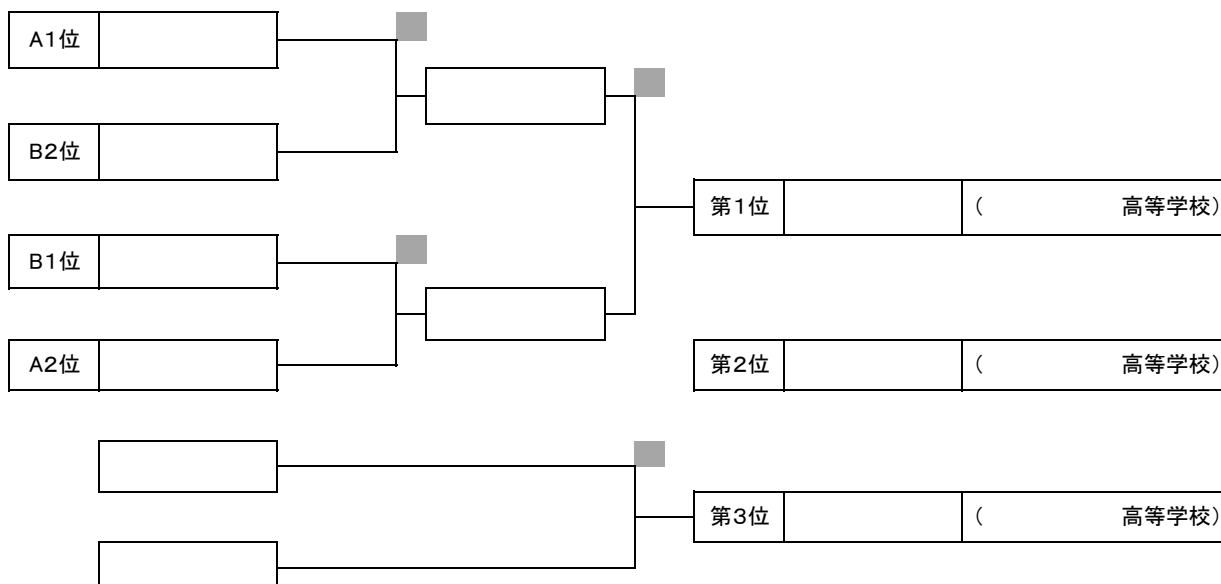 A1位
B2位
第1位 ( 高等学校)
B1位
A2位
第2位 ( 高等学校)
第3位 ( 高等学校)